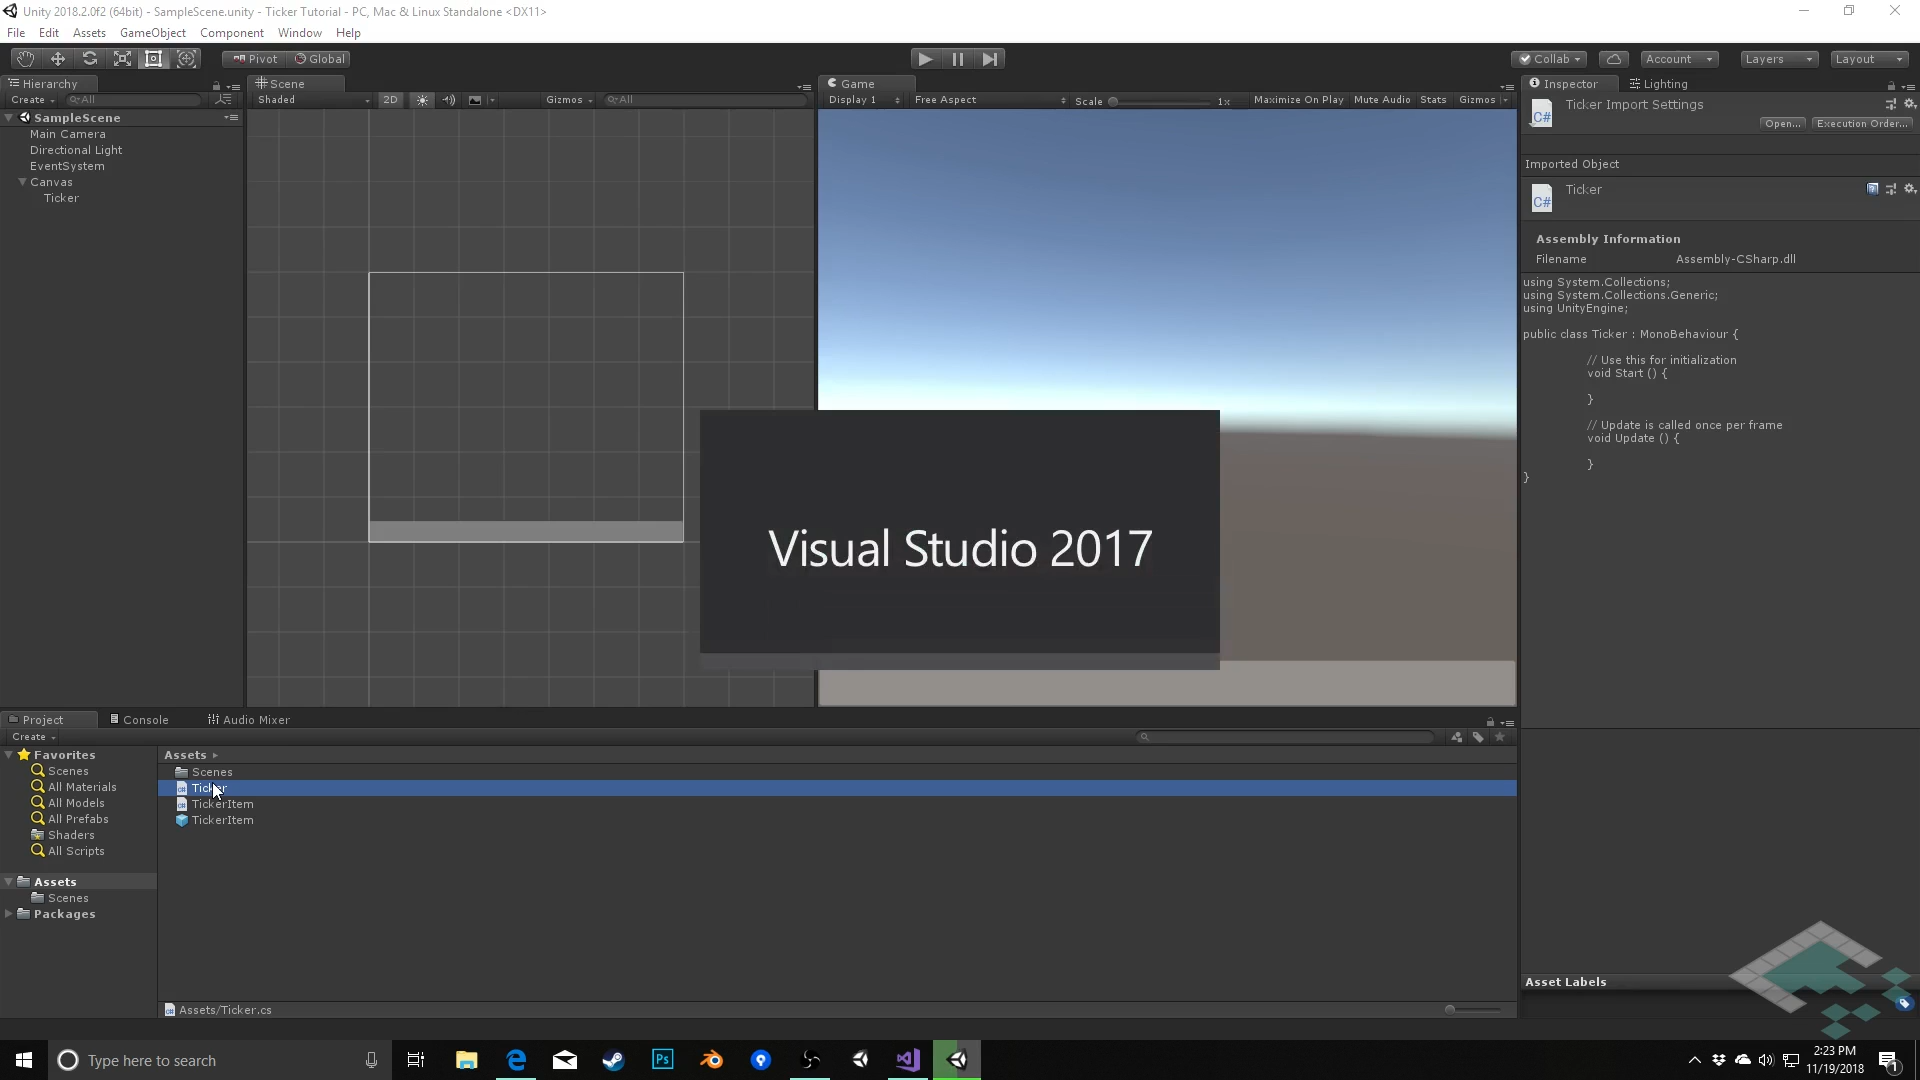 Unity 2018.2.0f2 (64bit) - SampleScene.unity - Ticker Tutorial - PC, Mac & Linux Standalone <DX11>
File Edit Assets GameObject Component Window Help
Pivot Global Collab Account Layers Layout
Hierarchy Scene Game Inspector Lighting
Create All Shaded 2D Gizmos All Display 1 Free Aspect Scale 1x Maximize On Play Mute Audio Stats Gizmos
SampleScene
Main Camera
Directional Light
EventSystem
Canvas
Ticker
C#
Ticker Import Settings
Open... Execution Order...
Imported Object
C#
Ticker
Assembly Information
Filename Assembly-CSharp.dll
using System.Collections;
using System.Collections.Generic;
using UnityEngine;
public class Ticker : MonoBehaviour {
// Use this for initialization
void Start () {
}
// Update is called once per frame
void Update () {
}
}
Visual Studio 2017
Project Console Audio Mixer
Create
Favorites
Scenes
All Materials
All Models
All Prefabs
Shaders
All Scripts
Assets
Scenes
Packages
Assets
Scenes
Ticker
TickerItem
TickerItem
Assets/Ticker.cs
Asset Labels
Type here to search
Ps
2:23 PM
11/19/2018
1